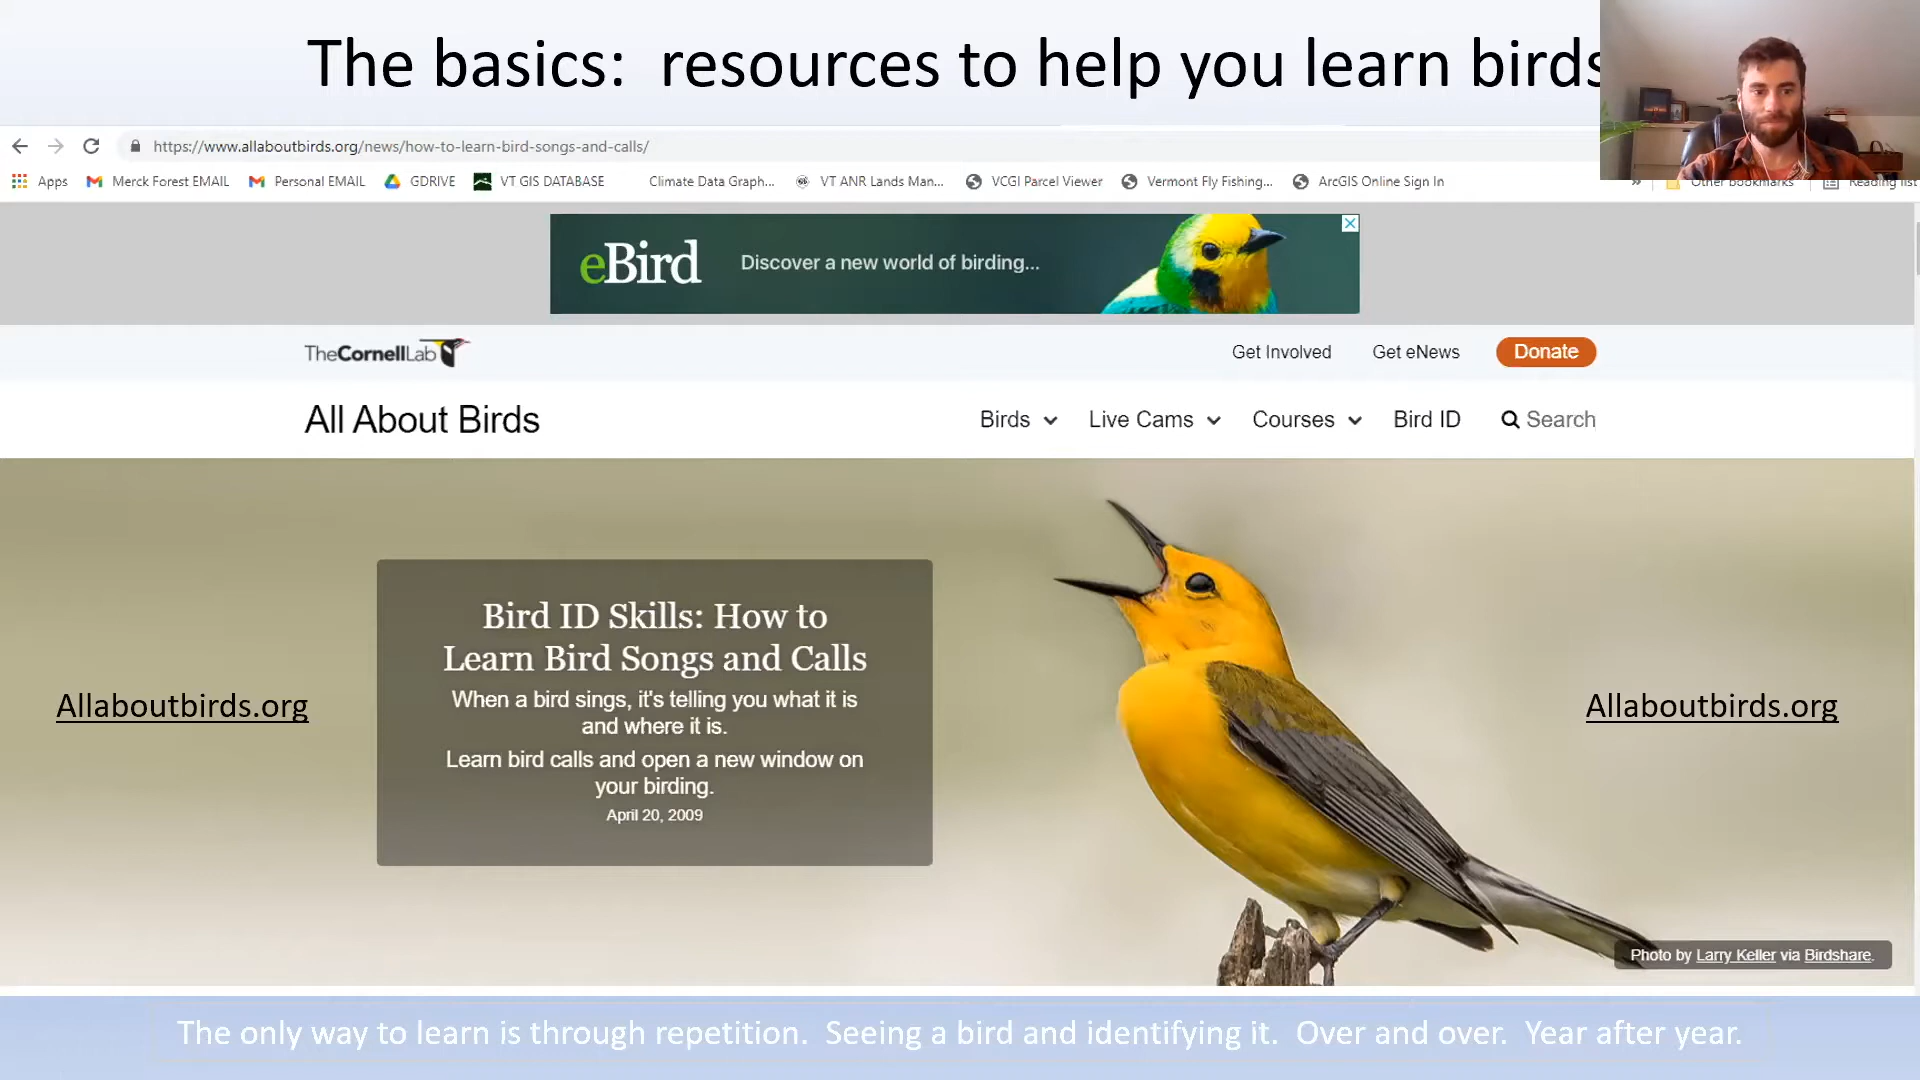 The basics: resources to help you learn birds
https://www.allaboutbirds.org/news/how-to-learn-bird-songs-and-calls/
Apps Merck Forest EMAIL Personal EMAIL GDRIVE VT GIS DATABASE Climate Data Graph... VT ANR Lands Man... VCGI Parcel Viewer Vermont Fly Fishing... ArcGIS Online Sign In » Other bookmarks Reading list
eBird Discover a new world of birding...
TheCornellLab Get Involved Get eNews Donate
All About Birds Birds Live Cams Courses Bird ID Search
Bird ID Skills: How to
Learn Bird Songs and Calls
When a bird sings, it's telling you what it is
and where it is.
Learn bird calls and open a new window on
your birding.
April 20, 2009
Allaboutbirds.org
Allaboutbirds.org
Photo by Larry Keller via Birdshare.
The only way to learn is through repetition. Seeing a bird and identifying it. Over and over. Year after year.